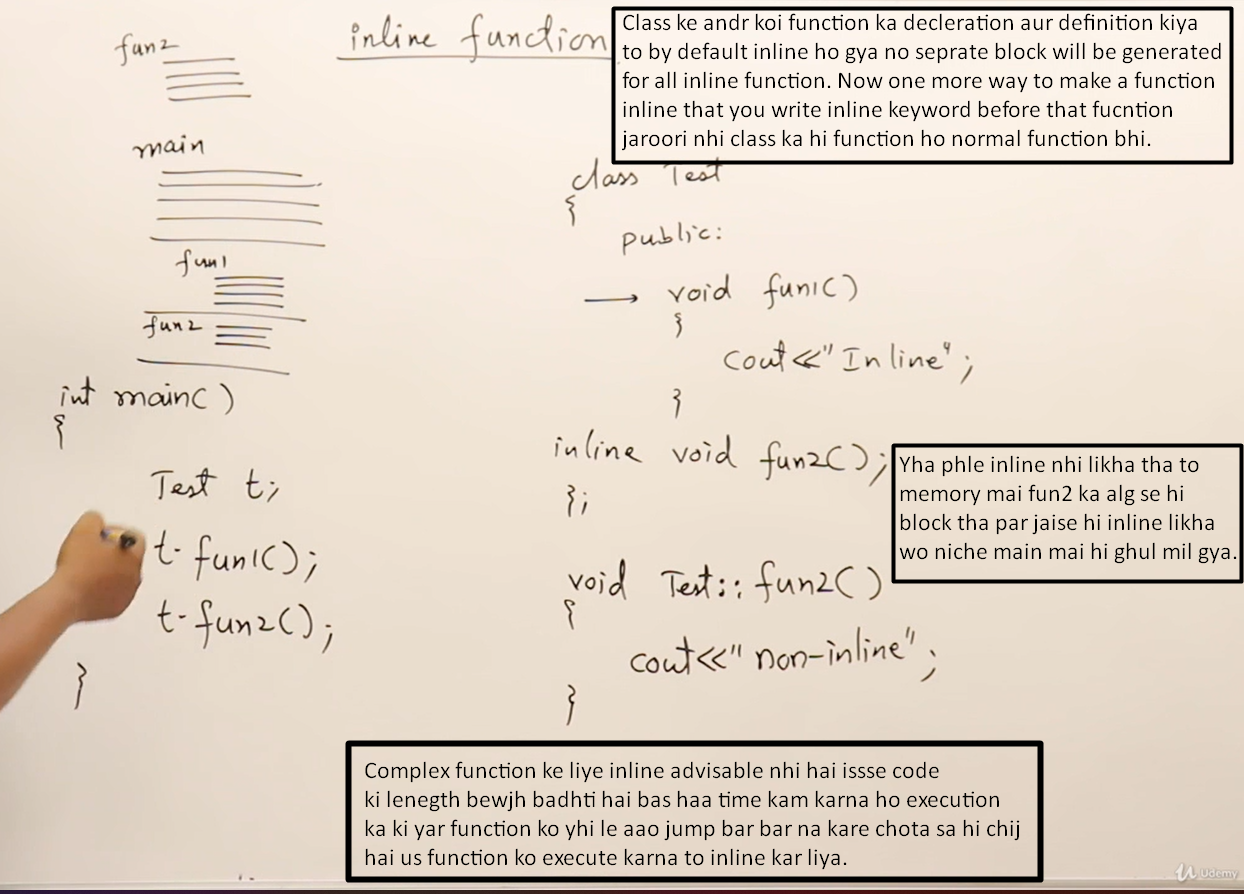 inline function
Class ke andr koi function ka decleration aur definition kiya
to by default inline ho gya no seprate block will be generated
for all inline function. Now one more way to make a function
inline that you write inline keyword before that fucntion
jaroori nhi class ka hi function ho normal function bhi.
fun2
main
fun1
fun2
int main()
{
Test t;
t.fun1();
t.fun2();
}
class Test
{
public:
void fun1()
{
cout<<"Inline";
}
inline void fun2();
};
Yha phle inline nhi likha tha to
memory mai fun2 ka alg se hi
block tha par jaise hi inline likha
wo niche main mai hi ghul mil gya.
void Test::fun2()
{
cout<<"non-inline";
}
Complex function ke liye inline advisable nhi hai issse code
ki lenegth bewjh badhti hai bas haa time kam karna ho execution
ka ki yar function ko yhi le aao jump bar bar na kare chota sa hi chij
hai us function ko execute karna to inline kar liya.
Udemy